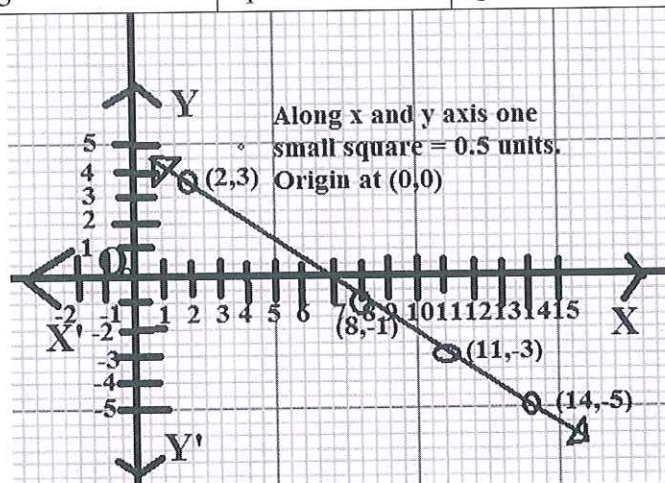 Y
Along x and y axis one
small square = 0.5 units.
Origin at (0,0)
5
4
3
2
1
(2,3)
O
-2 -1 1 2 3 4 5 6 7 8 9 10 11 12 13 14 15
X' X
(8,-1)
-2
-3
-4
-5
(11,-3)
(14,-5)
Y'